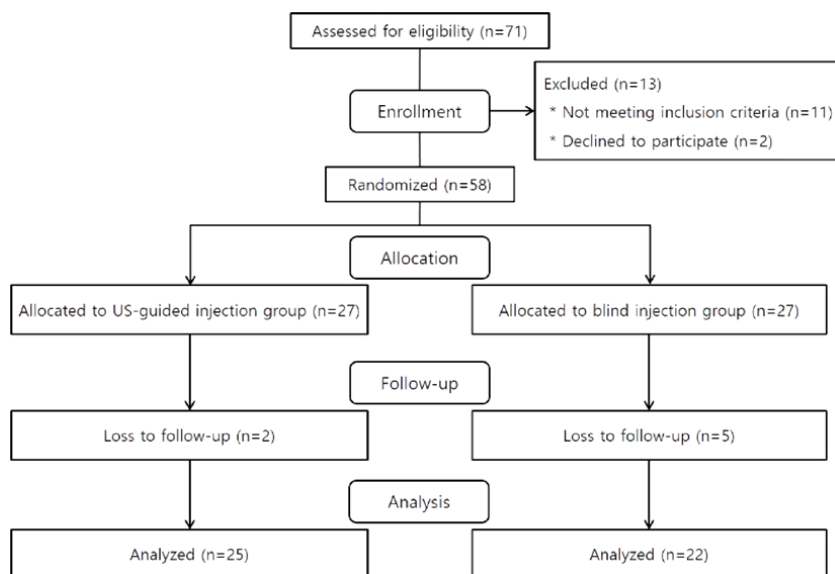 Assessed for eligibility (n=71)
Excluded (n=13)
* Not meeting inclusion criteria (n=11)
* Declined to participate (n=2)
Enrollment
Randomized (n=58)
Allocation
Allocated to US-guided injection group (n=27)
Allocated to blind injection group (n=27)
Follow-up
Loss to follow-up (n=2)
Loss to follow-up (n=5)
Analysis
Analyzed (n=25)
Analyzed (n=22)